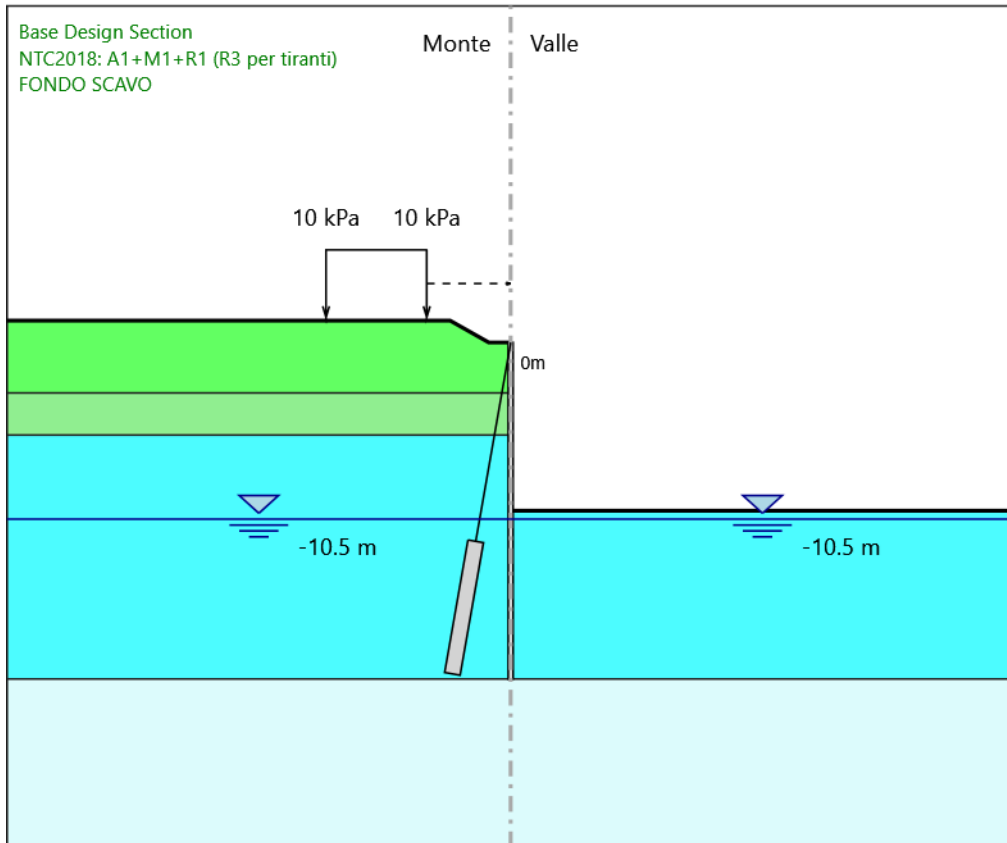 Base Design Section
NTC2018: A1+M1+R1 (R3 per tiranti)
FONDO SCAVO
Monte
Valle
10 kPa
10 kPa
0m
-10.5 m
-10.5 m